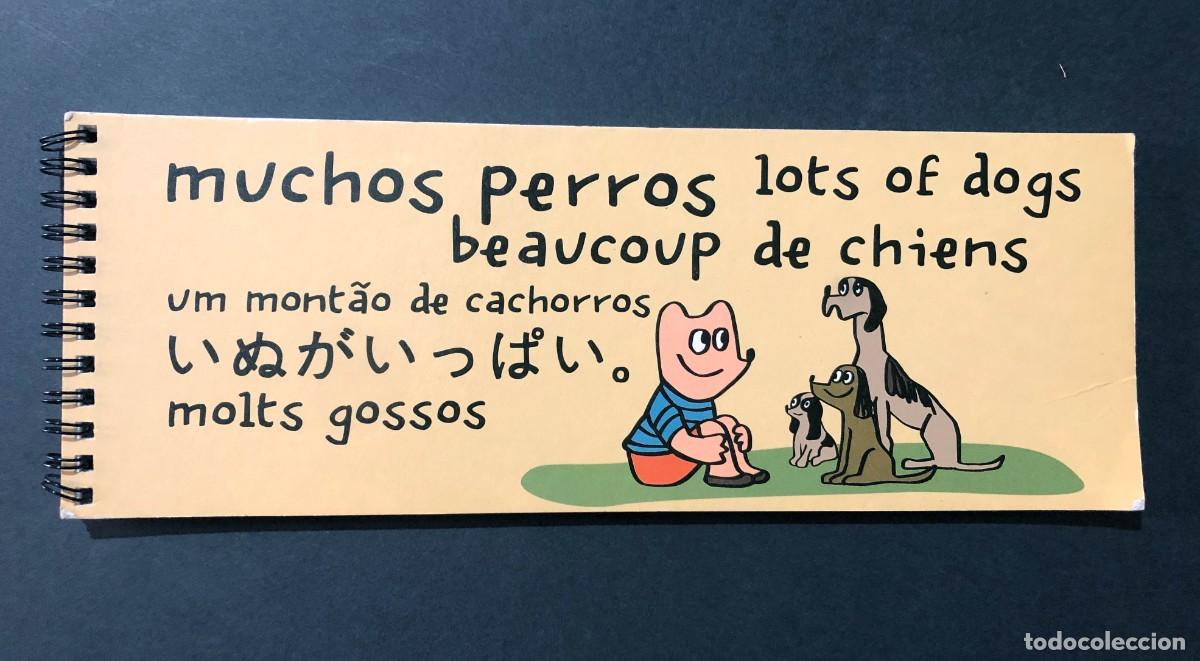 muchos perros lots of dogs
beaucoup de chiens
um montão de cachorros
いぬがいっぱい。
molts gossos
todocoleccion